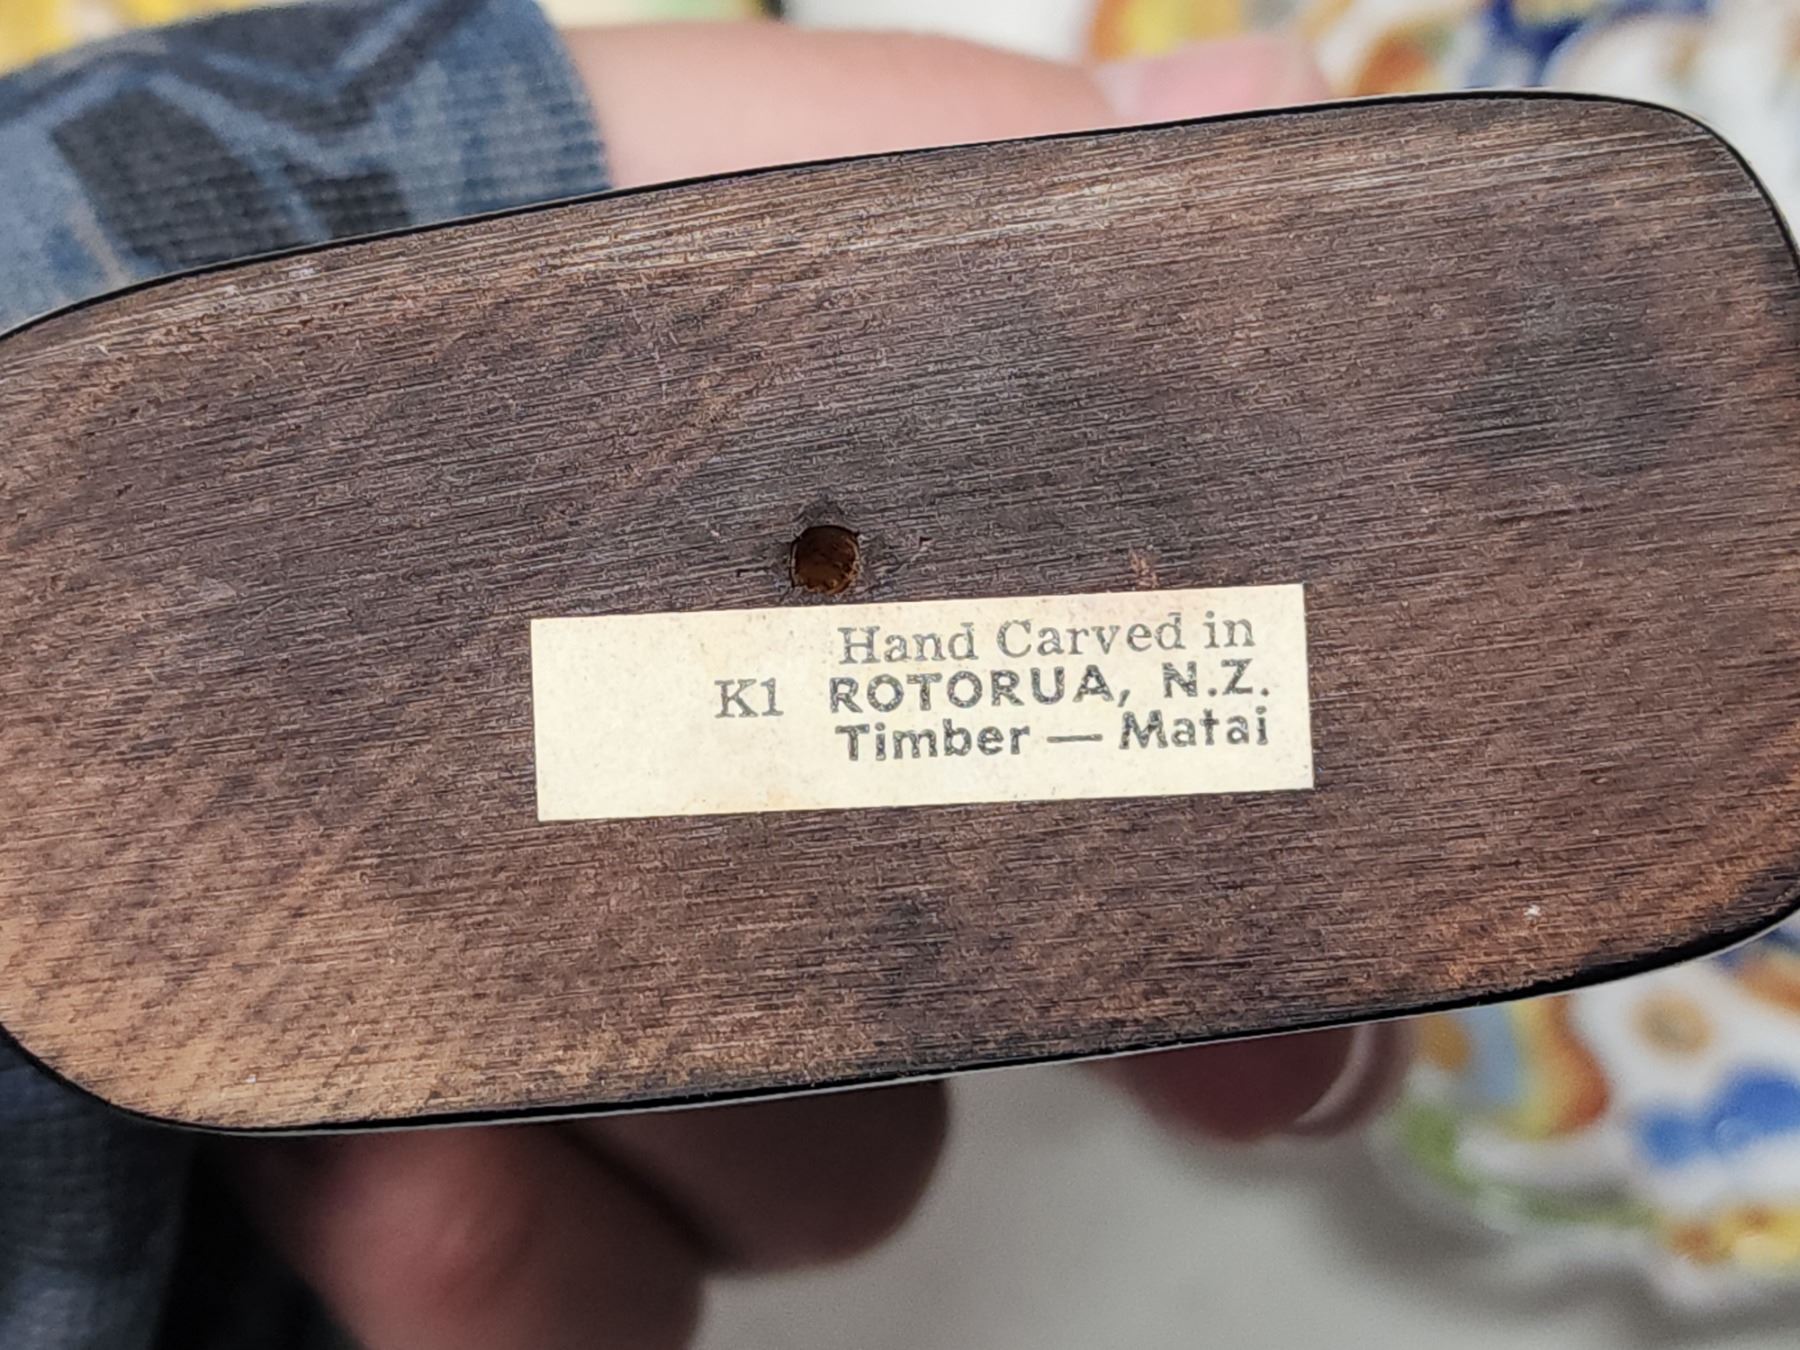 Hand Carved in
K1 ROTORUA, N.Z.
Timber — Matai